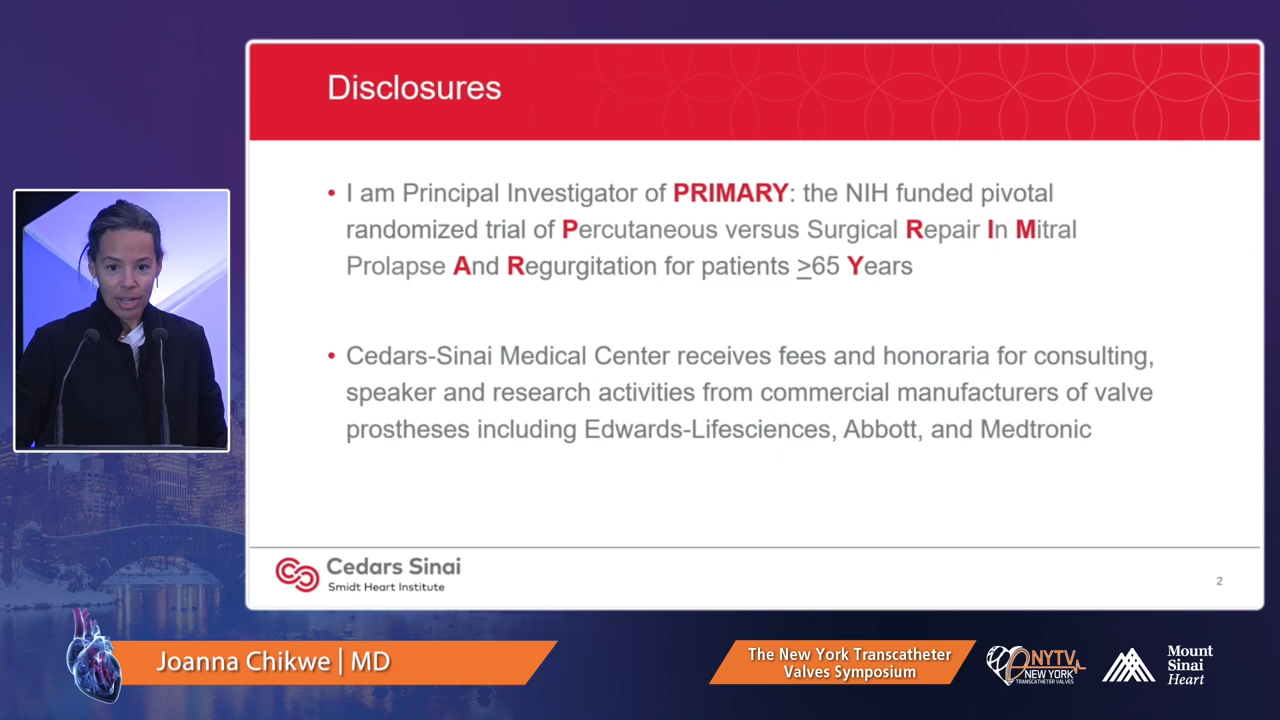 Disclosures
• I am Principal Investigator of PRIMARY: the NIH funded pivotal
randomized trial of Percutaneous versus Surgical Repair In Mitral
Prolapse And Regurgitation for patients >65 Years
• Cedars-Sinai Medical Center receives fees and honoraria for consulting,
speaker and research activities from commercial manufacturers of valve
prostheses including Edwards-Lifesciences, Abbott, and Medtronic
Cedars Sinai
Smidt Heart Institute
2
Joanna Chikwe | MD
The New York Transcatheter
Valves Symposium
NYTV
NEW YORK
TRANSCATHETER VALVES
Mount
Sinai
Heart